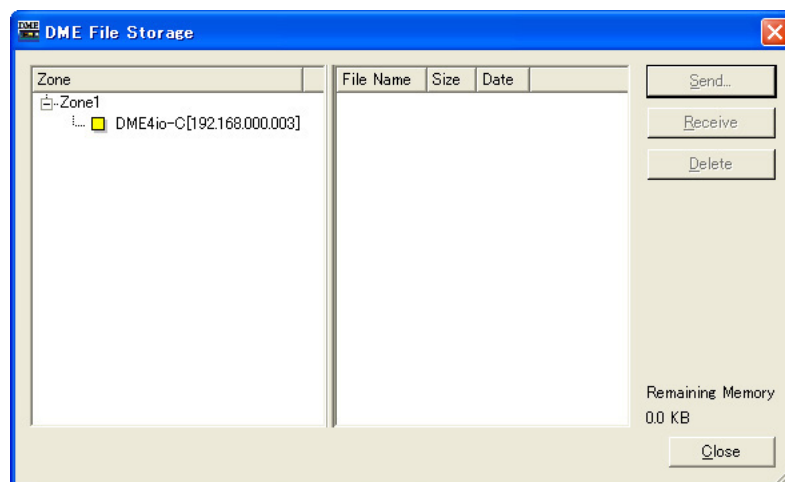 DME File Storage
Zone
Zone1
DME4io-C[192.168.000.003]
File Name Size Date
Send...
Receive
Delete
Remaining Memory
0.0 KB
Close